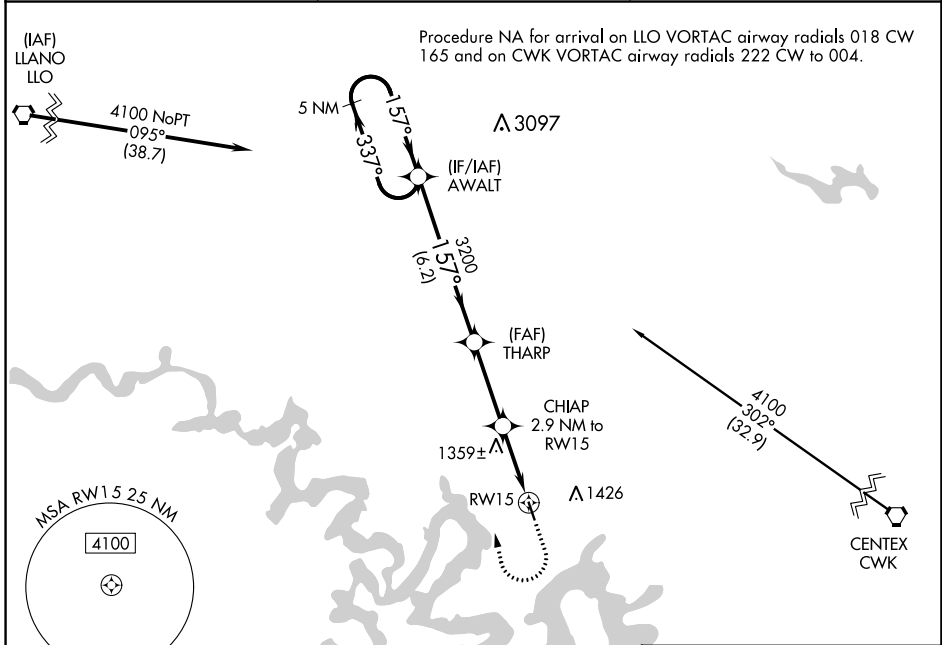 Procedure NA for arrival on LLO VORTAC airway radials 018 CW
165 and on CWK VORTAC airway radials 222 CW to 004.
(IAF)
LLANO
LLO
4100 NoPT
095°
(38.7)
5 NM
157°
337°
3097
(IF/IAF)
AWALT
3200
157°
(6.2)
(FAF)
THARP
CHIAP
2.9 NM to
RW15
1359±
RW15
1426
4100
302°
(32.9)
CENTEX
CWK
MSA RW15 25 NM
4100